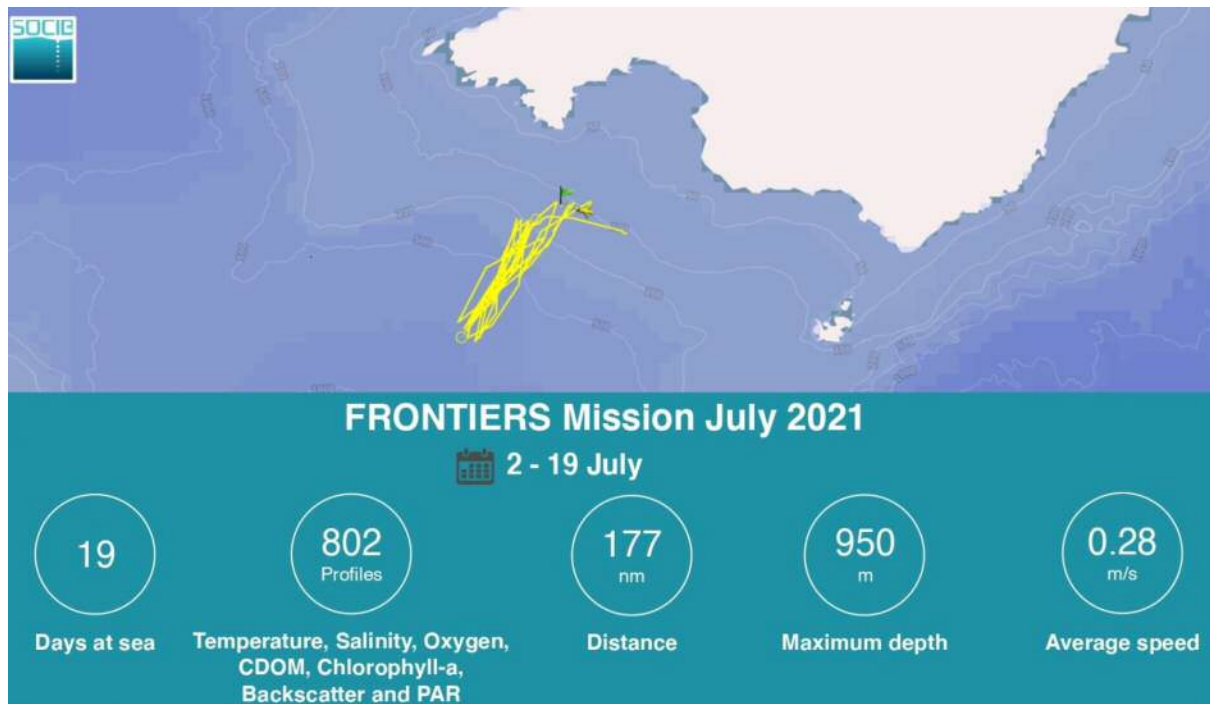 SOCIB
FRONTIERS Mission July 2021
2 - 19 July
19
Days at sea
802
Profiles
Temperature, Salinity, Oxygen,
CDOM, Chlorophyll-a,
Backscatter and PAR
177
nm
Distance
950
m
Maximum depth
0.28
m/s
Average speed